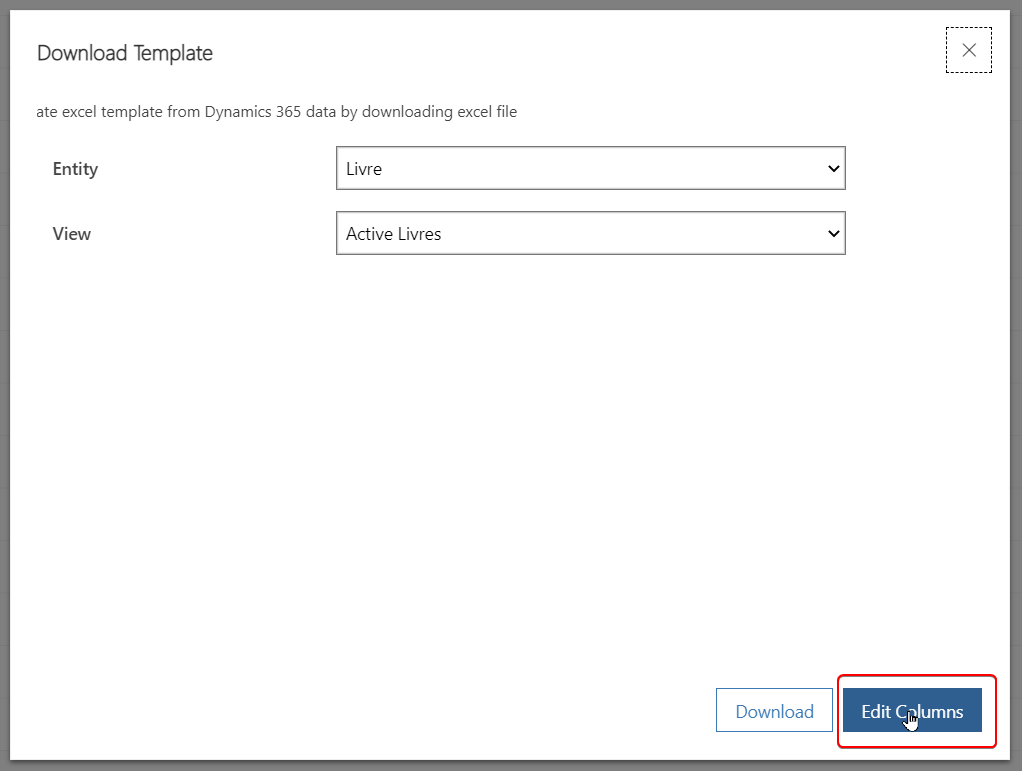 Download Template
ate excel template from Dynamics 365 data by downloading excel file
Entity
Livre
View
Active Livres
Download
Edit Columns